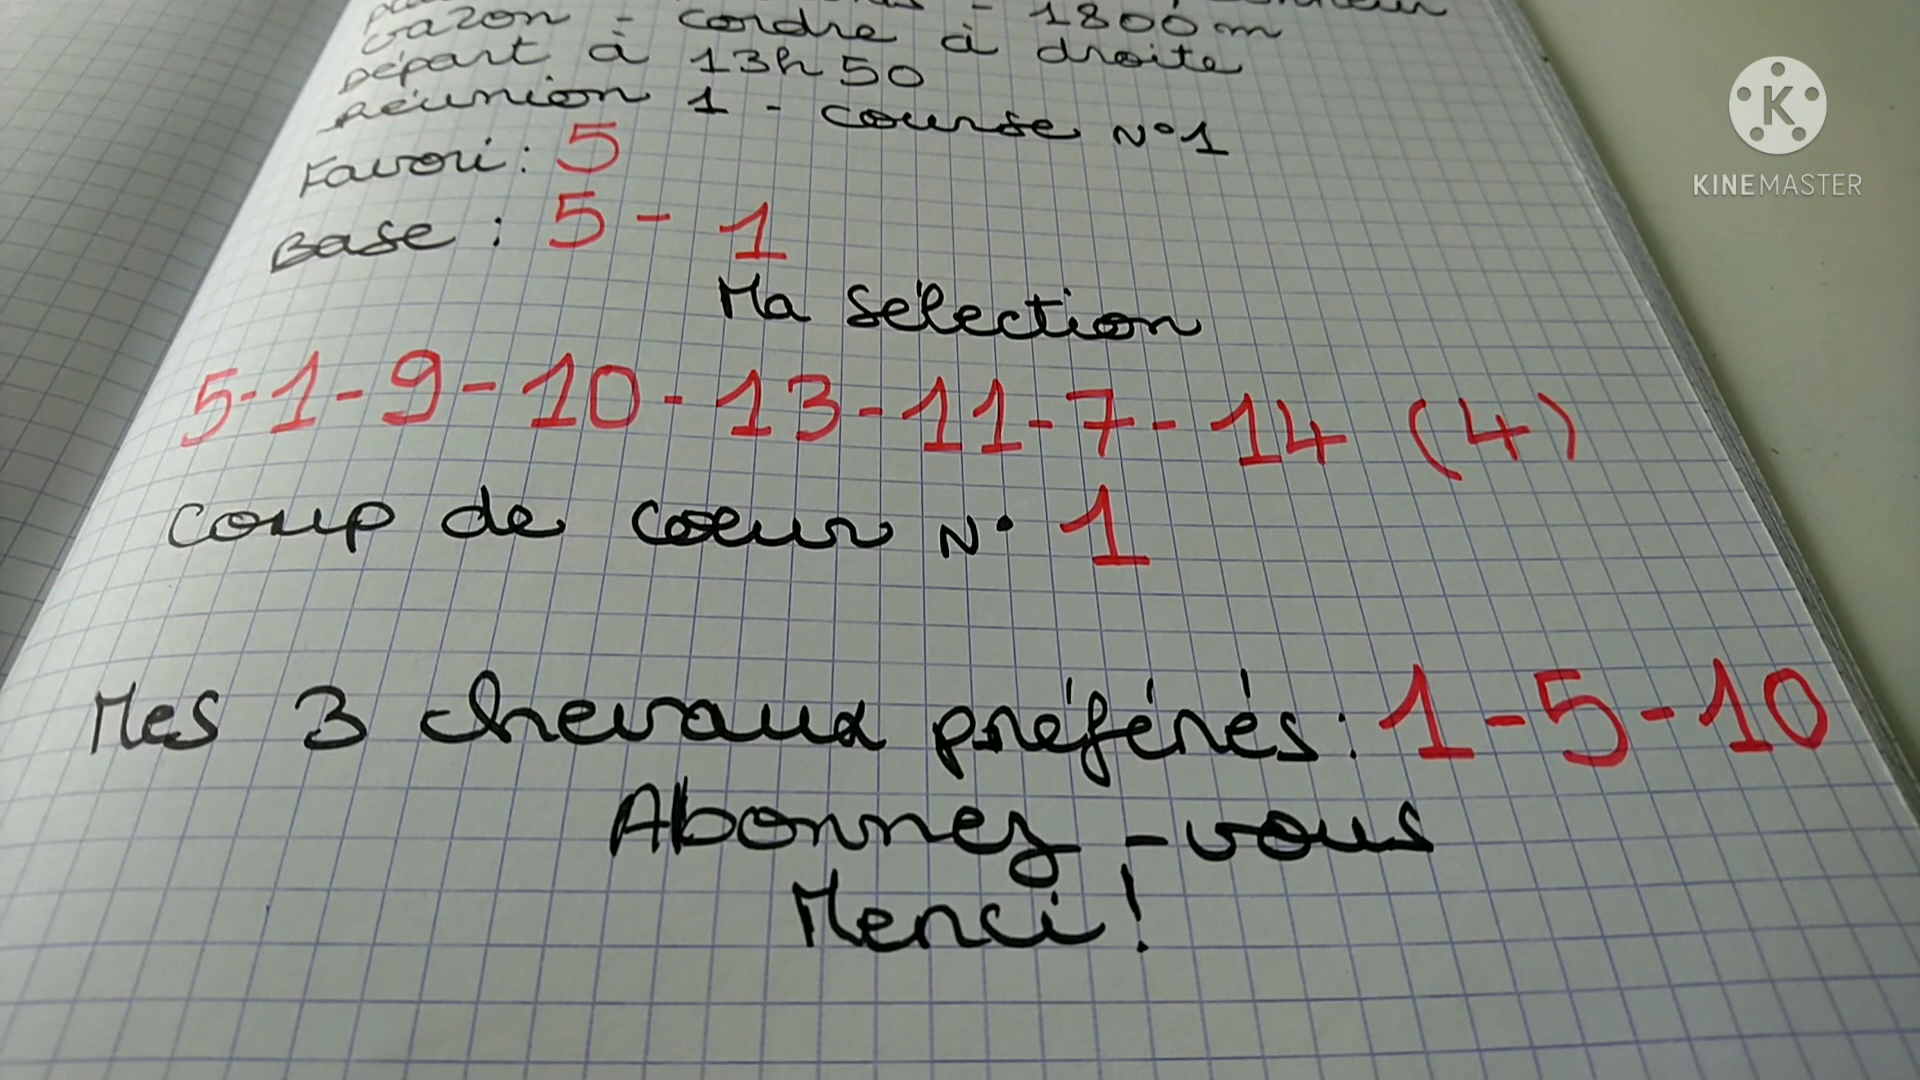 1800m
Gazon - cordre à droite
Départ à 13h50
Réunion 1 - course N°1
Favori: 5
Base : 5 - 1
Ma sélection
5-1-9-10-13-11-7-14 (4)
Coup de coeur N° 1
Mes 3 chevaux préférés: 1-5-10
Abonnez-vous
Merci!
K
KINEMASTER